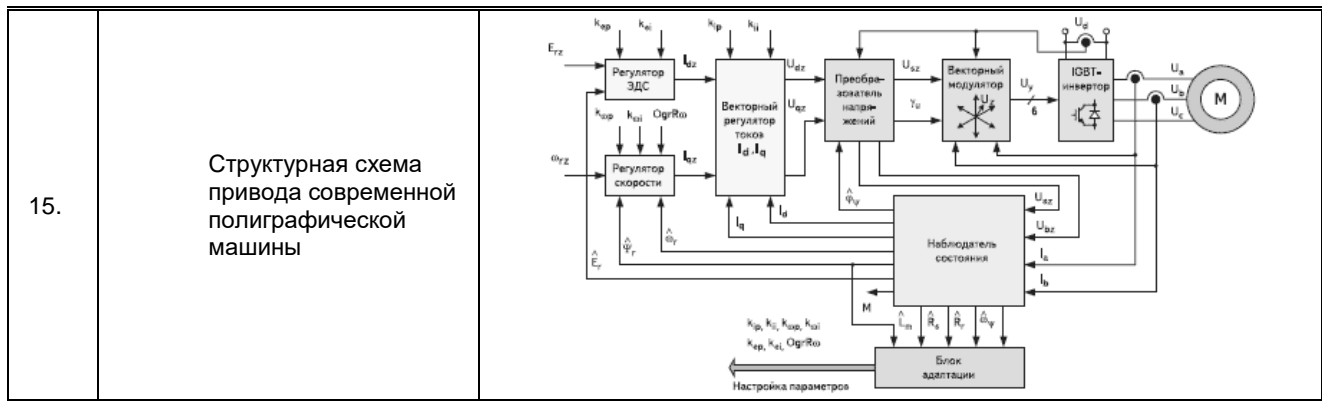 15.
Структурная схема
привода современной
полиграфической
машины
k_ep k_ei k_ip k_ii U_d
E_rz
Регулятор
ЭДС
I_dz
k_ωp k_ωi OgrRω
ω_rz
Регулятор
скорости
I_qz
Векторный
регулятор
токов
I_d, I_q
U_dz
U_qz
Преобра–
зователь
напря–
жений
U_sz
γ_u
Векторный
модулятор
U_y
6
IGBT–
инвертор
U_a
U_b
U_c
M
φ̂_ψ
I_d
I_q
ω̂_r
ψ̂_r
Ê_r
U_bz
I_a
I_b
Наблюдатель
состояния
M
L̂_m R̂_s R̂_r ω̂_ψ
k_ip, k_ii, k_ωp, k_ωi
k_ep, k_ei, OgrRω
Блок
адаптации
Настройка параметров